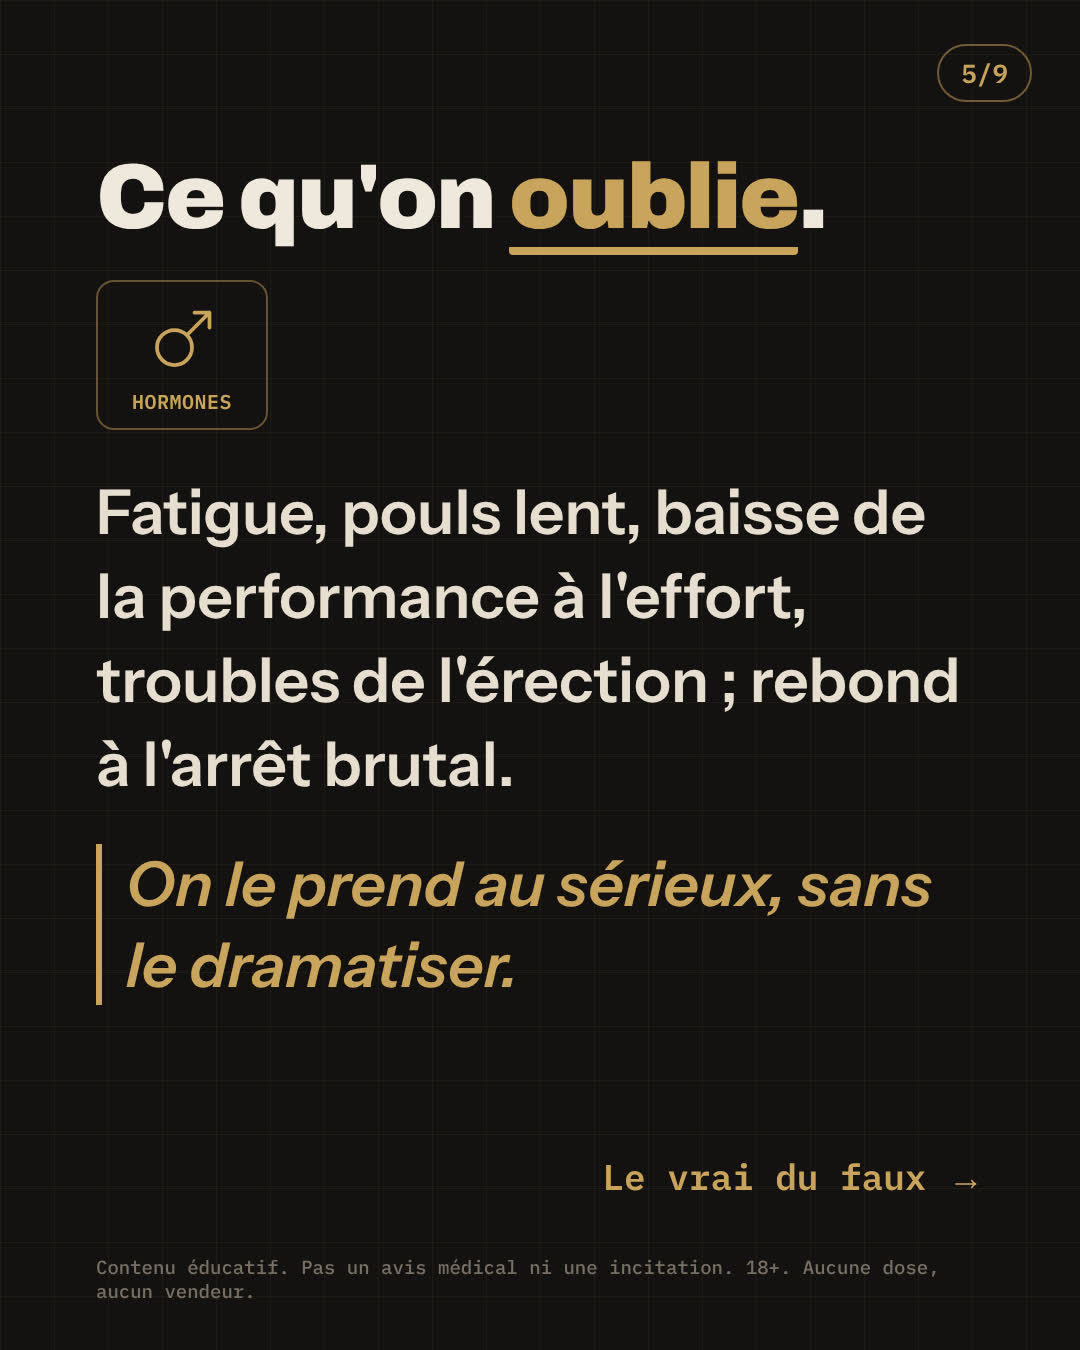 5/9
Ce qu'on oublie.
HORMONES
Fatigue, pouls lent, baisse de
la performance à l'effort,
troubles de l'érection ; rebond
à l'arrêt brutal.
On le prend au sérieux, sans
le dramatiser.
Le vrai du faux →
Contenu éducatif. Pas un avis médical ni une incitation. 18+. Aucune dose,
aucun vendeur.